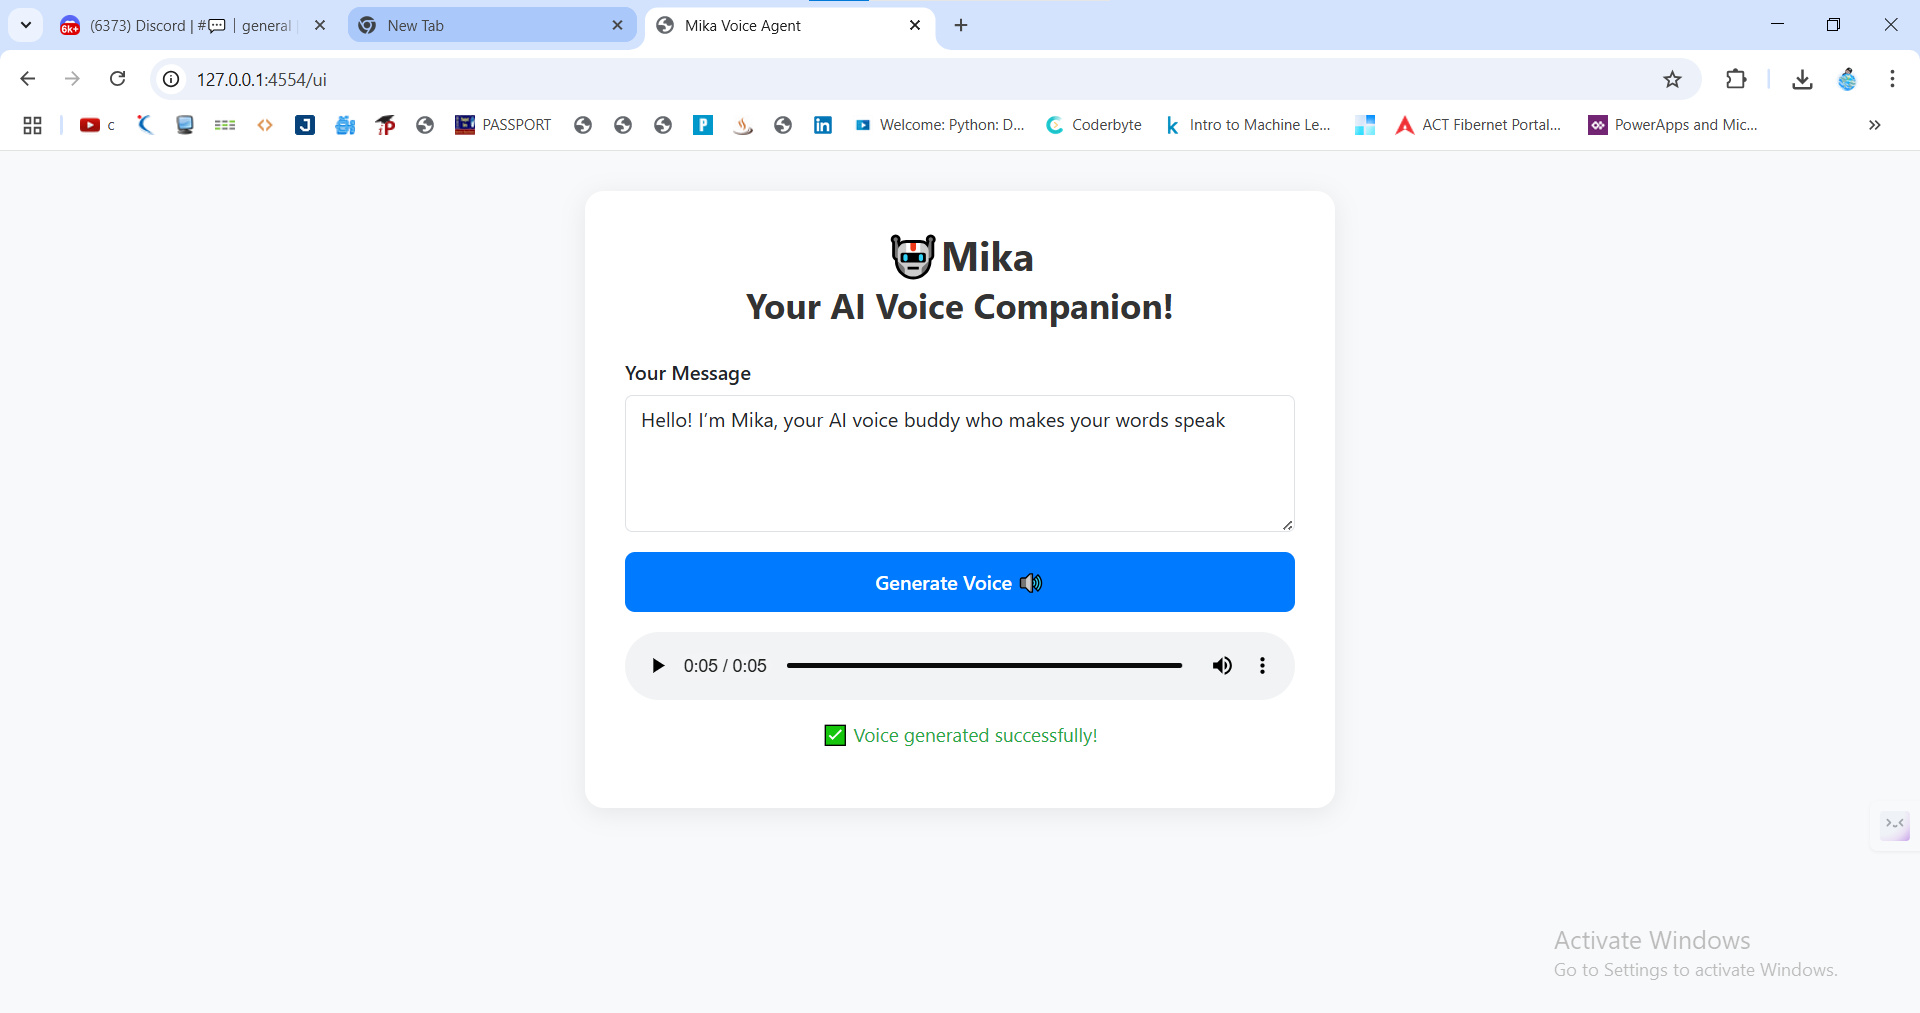 (6373) Discord | #💬 | general
New Tab
Mika Voice Agent
127.0.0.1:4554/ui
c
PASSPORT
Welcome: Python: D...
Coderbyte
Intro to Machine Le...
ACT Fibernet Portal...
PowerApps and Mic...
Mika
Your AI Voice Companion!
Your Message
Hello! I’m Mika, your AI voice buddy who makes your words speak
Generate Voice 🔊
0:05 / 0:05
✅ Voice generated successfully!
Activate Windows
Go to Settings to activate Windows.